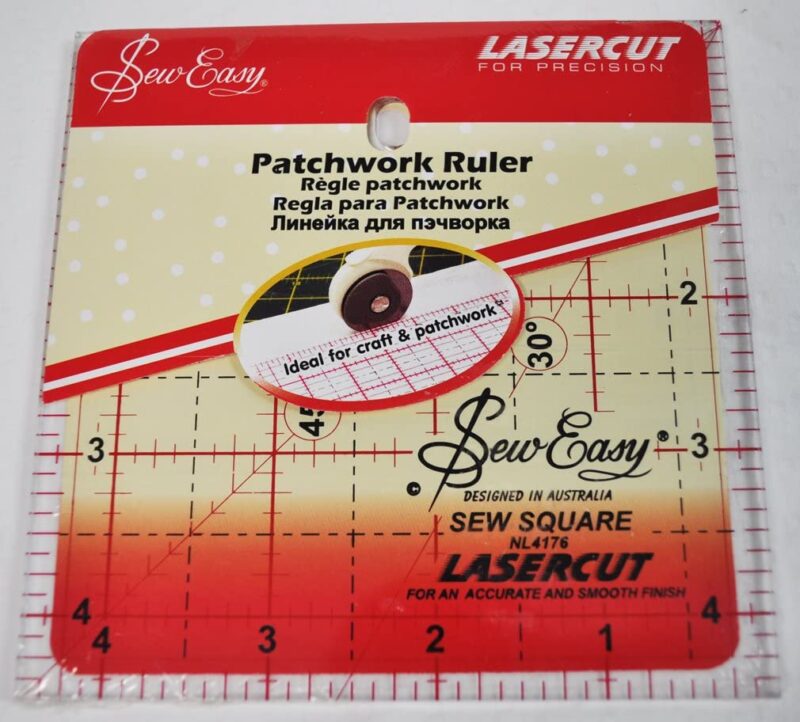 Sew Easy®
LASERCUT
FOR PRECISION
Patchwork Ruler
Règle patchwork
Regla para Patchwork
Линейка для пэчворка
Ideal for craft & patchwork™
2
30°
45
3
3
Sew Easy®
DESIGNED IN AUSTRALIA
SEW SQUARE
NL4176
LASERCUT
FOR AN ACCURATE AND SMOOTH FINISH
4
4
4
3
2
1